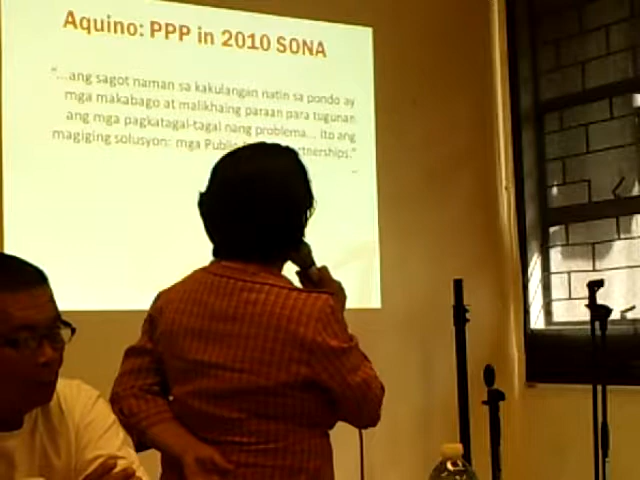 Aquino: PPP in 2010 SONA
"...ang sagot naman sa kakulangan natin sa pondo ay
mga makabago at malikhaing paraan para tugunan
ang mga pagkatagal-tagal nang problema... Ito ang
magiging solusyon: mga Public